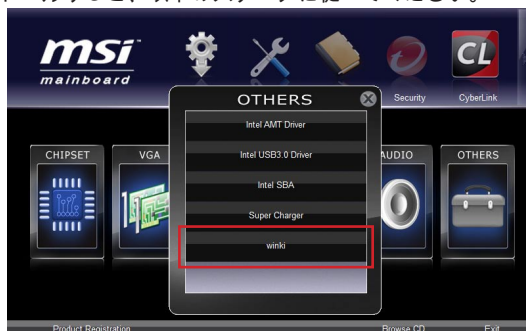 msi
mainboard
Security
CyberLink
CL
OTHERS
Intel AMT Driver
Intel USB3.0 Driver
Intel SBA
Super Charger
winki
CHIPSET
VGA
AUDIO
OTHERS
Product Registration
Browse CD
Exit